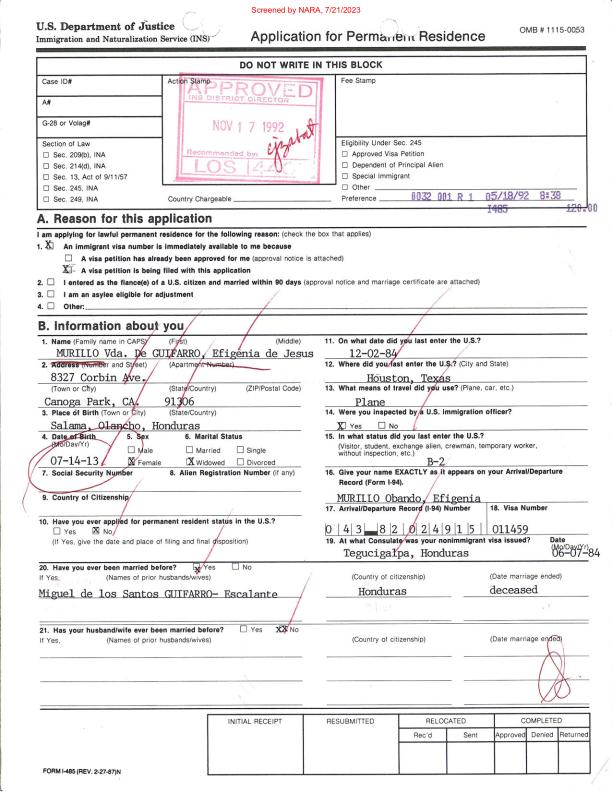 Screened by NARA, 7/21/2023
U.S. Department of Justice
Immigration and Naturalization Service (INS)
Application for Permanent Residence
OMB # 1115-0053
DO NOT WRITE IN THIS BLOCK
Case ID#
A#
G-28 or Volag#
Section of Law
☐ Sec. 209(b), INA
☐ Sec. 214(d), INA
☐ Sec. 13, Act of 9/11/57
☐ Sec. 245, INA
☐ Sec. 249, INA
Action Stamp
APPROVED
INS DISTRICT DIRECTOR
NOV 17 1992
Recommended by:
LOS
Country Chargeable
Fee Stamp
Eligibility Under Sec. 245
☐ Approved Visa Petition
☐ Dependent of Principal Alien
☐ Special Immigrant
☐ Other
Preference
0032 001 R 1 05/18/92 8:38
I485 120.00
A. Reason for this application
I am applying for lawful permanent residence for the following reason: (check the box that applies)
1. X An immigrant visa number is immediately available to me because
☐ A visa petition has already been approved for me (approval notice is attached)
X A visa petition is being filed with this application
2. ☐ I entered as the fiance(e) of a U.S. citizen and married within 90 days (approval notice and marriage certificate are attached)
3. ☐ I am an asylee eligible for adjustment
4. ☐ Other:
B. Information about you
1. Name (Family name in CAPS) (First) (Middle)
MURILLO Vda. De GUIFARRO, Efigenia de Jesus
2. Address (Number and Street) (Apartment Number)
8327 Corbin Ave.
(Town or City) (State/Country) (ZIP/Postal Code)
Canoga Park, CA. 91306
3. Place of Birth (Town or City) (State/Country)
Salama, Olancho, Honduras
4. Date of Birth (Mo/Day/Yr) 5. Sex 6. Marital Status
☐ Male ☐ Married ☐ Single
07-14-13 X Female X Widowed ☐ Divorced
7. Social Security Number 8. Alien Registration Number (if any)
9. Country of Citizenship
10. Have you ever applied for permanent resident status in the U.S.?
☐ Yes X No
(If Yes, give the date and place of filing and final disposition)
11. On what date did you last enter the U.S.?
12-02-84
12. Where did you last enter the U.S.? (City and State)
Houston, Texas
13. What means of travel did you use? (Plane, car, etc.)
Plane
14. Were you inspected by a U.S. immigration officer?
X Yes ☐ No
15. In what status did you last enter the U.S.?
(Visitor, student, exchange alien, crewman, temporary worker, without inspection, etc.)
B-2
16. Give your name EXACTLY as it appears on your Arrival/Departure Record (Form I-94).
MURILLO Obando, Efigenia
17. Arrival/Departure Record (I-94) Number 18. Visa Number
0 4 3 8 2 0 2 4 9 1 5 011459
19. At what Consulate was your nonimmigrant visa issued? Date (Mo/Day/Yr)
Tegucigalpa, Honduras 06-07-84
20. Have you ever been married before? X Yes ☐ No
If Yes, (Names of prior husbands/wives) (Country of citizenship) (Date marriage ended)
Miguel de los Santos GUIFARRO- Escalante Honduras deceased
21. Has your husband/wife ever been married before? ☐ Yes XX No
If Yes, (Names of prior husbands/wives) (Country of citizenship) (Date marriage ended)
INITIAL RECEIPT RESUBMITTED RELOCATED COMPLETED
Rec'd Sent Approved Denied Returned
FORM I-485 (REV. 2-27-87)N